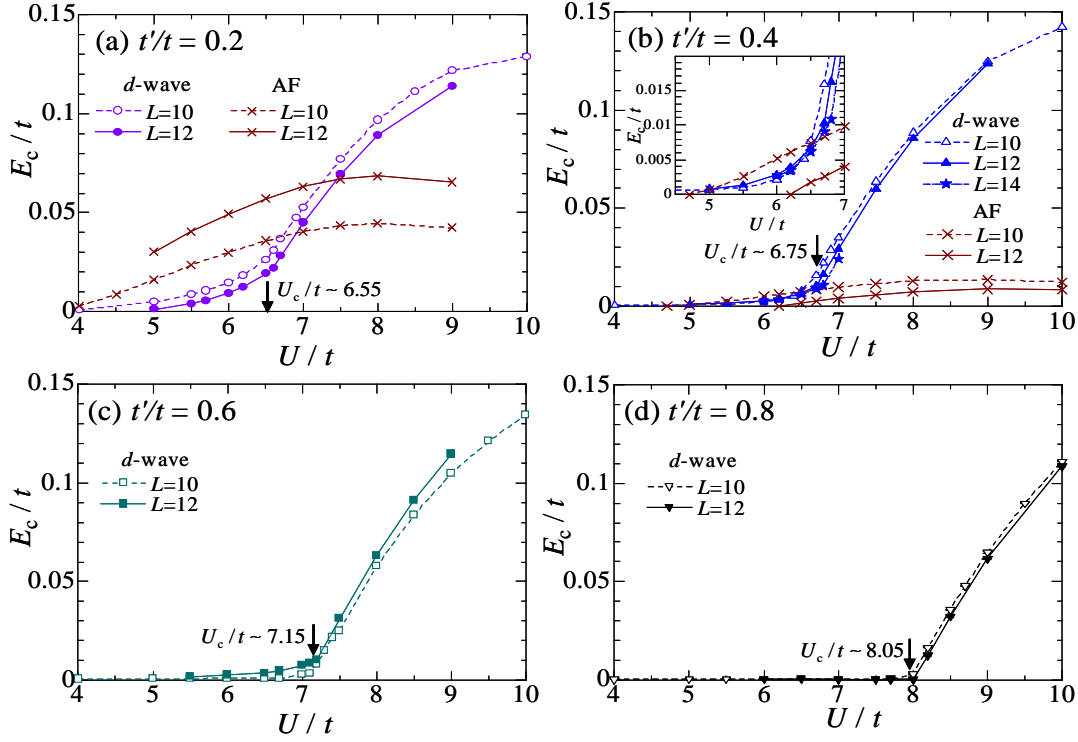 (a) t'/t = 0.2
d-wave AF
L=10 L=10
L=12 L=12
U_c / t ~ 6.55
E_c / t
0.15
0.1
0.05
0
4 5 6 7 8 9 10
U / t
(b) t'/t = 0.4
E_c / t
0.015
0.01
0.005
0
5 6 7
U / t
d-wave
L=10
L=12
L=14
AF
L=10
L=12
U_c / t ~ 6.75
E_c / t
0.15
0.1
0.05
0
4 5 6 7 8 9 10
U / t
(c) t'/t = 0.6
d-wave
L=10
L=12
U_c / t ~ 7.15
E_c / t
0.15
0.1
0.05
0
4 5 6 7 8 9 10
U / t
(d) t'/t = 0.8
d-wave
L=10
L=12
U_c / t ~ 8.05
E_c / t
0.15
0.1
0.05
0
4 5 6 7 8 9 10
U / t